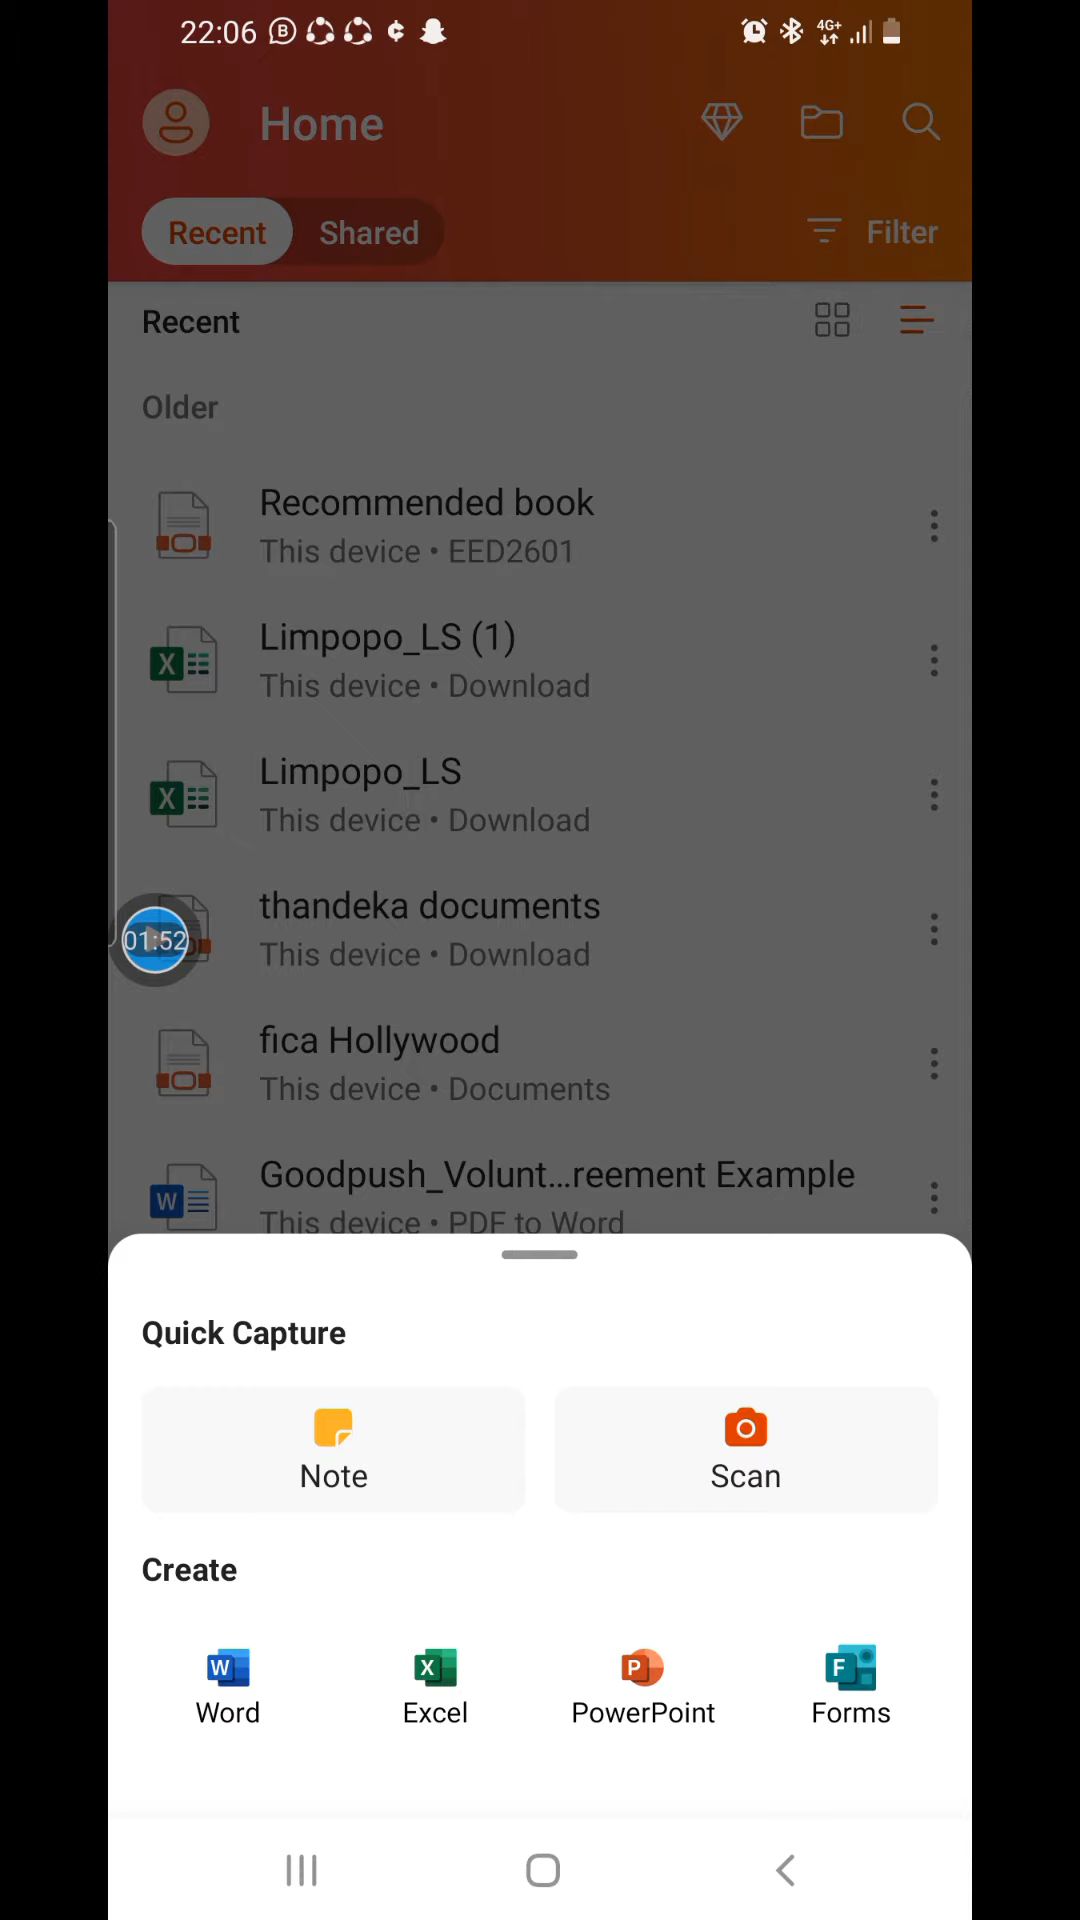 22:06
4G+
Home
Recent Shared
Filter
Recent
Older
Recommended book
This device • EED2601
Limpopo_LS (1)
This device • Download
Limpopo_LS
This device • Download
thandeka documents
This device • Download
01:52
fica Hollywood
This device • Documents
Goodpush_Volunt...reement Example
This device • PDF to Word
Quick Capture
Note
Scan
Create
Word
Excel
PowerPoint
Forms